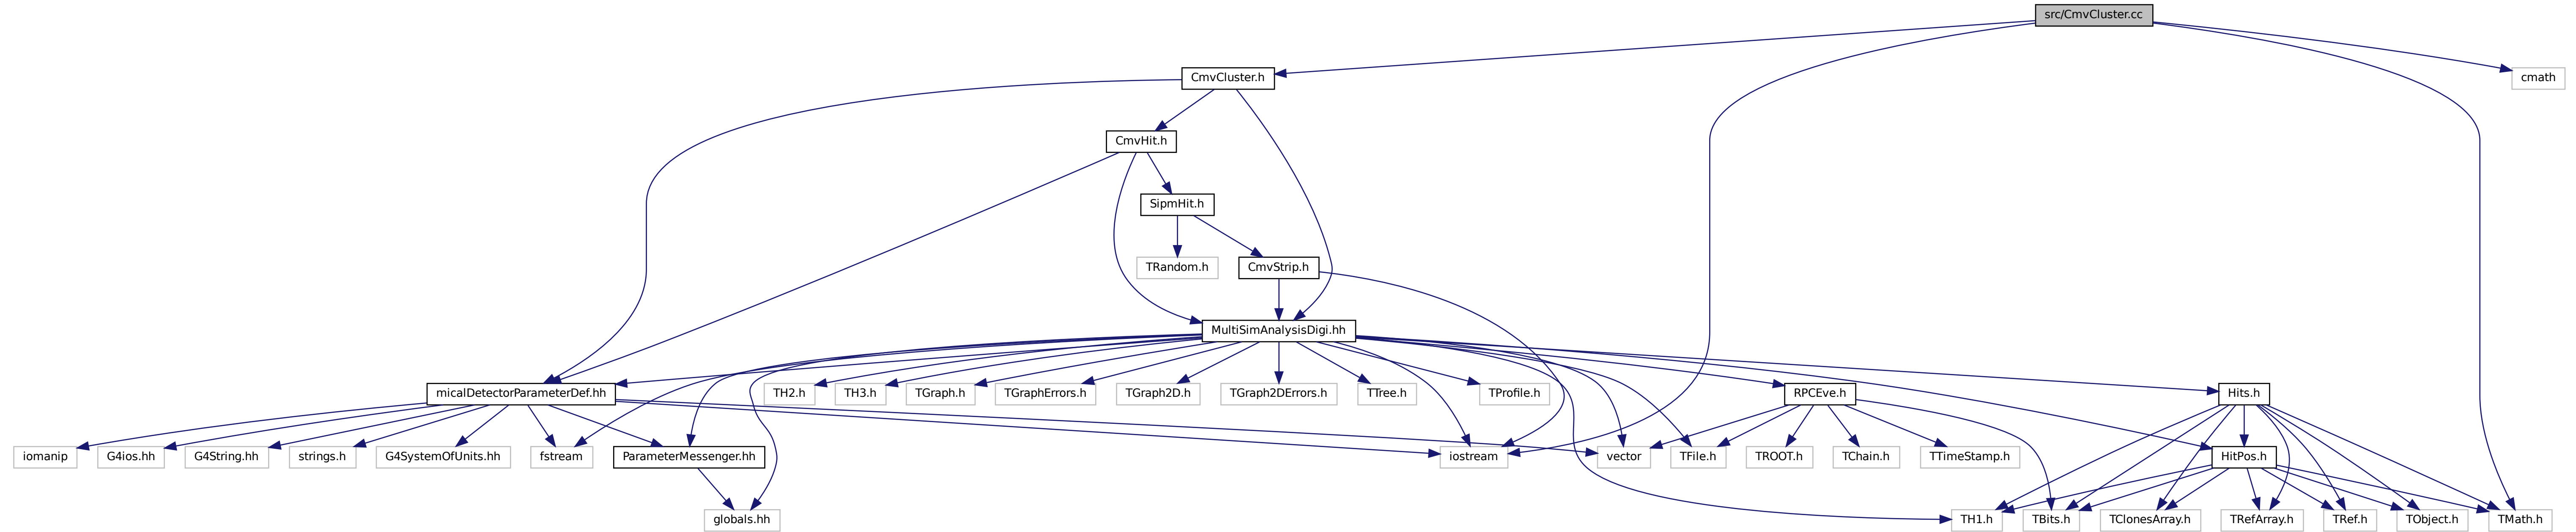 src/CmvCluster.cc
CmvCluster.h
cmath
CmvHit.h
SipmHit.h
TRandom.h
CmvStrip.h
MultiSimAnalysisDigi.hh
micalDetectorParameterDef.hh
TH2.h
TH3.h
TGraph.h
TGraphErrors.h
TGraph2D.h
TGraph2DErrors.h
TTree.h
TProfile.h
RPCEve.h
Hits.h
iomanip
G4ios.hh
G4String.hh
strings.h
G4SystemOfUnits.hh
fstream
ParameterMessenger.hh
iostream
vector
TFile.h
TROOT.h
TChain.h
TTimeStamp.h
HitPos.h
globals.hh
TH1.h
TBits.h
TClonesArray.h
TRefArray.h
TRef.h
TObject.h
TMath.h